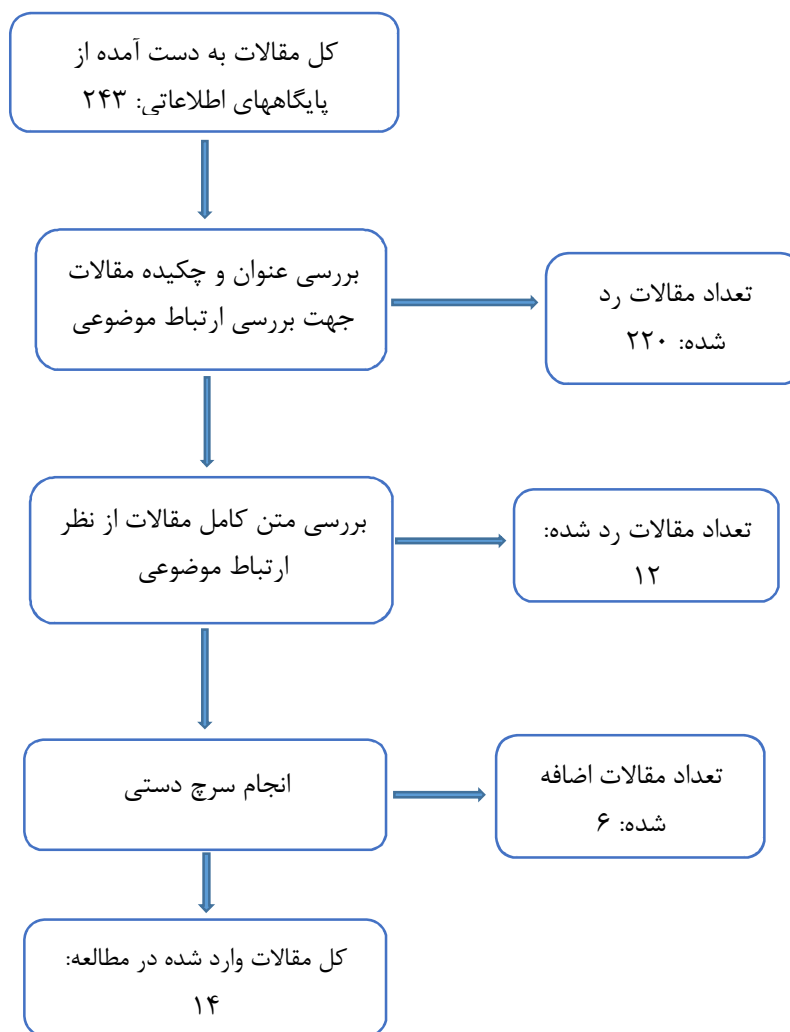 کل مقالات به دست آمده از
پایگاههای اطلاعاتی: ۲۴۳
بررسی عنوان و چکیده مقالات
جهت بررسی ارتباط موضوعی
تعداد مقالات رد
شده: ۲۲۰
بررسی متن کامل مقالات از نظر
ارتباط موضوعی
تعداد مقالات رد شده:
۱۲
انجام سرچ دستی
تعداد مقالات اضافه
شده: ۶
کل مقالات وارد شده در مطالعه:
۱۴